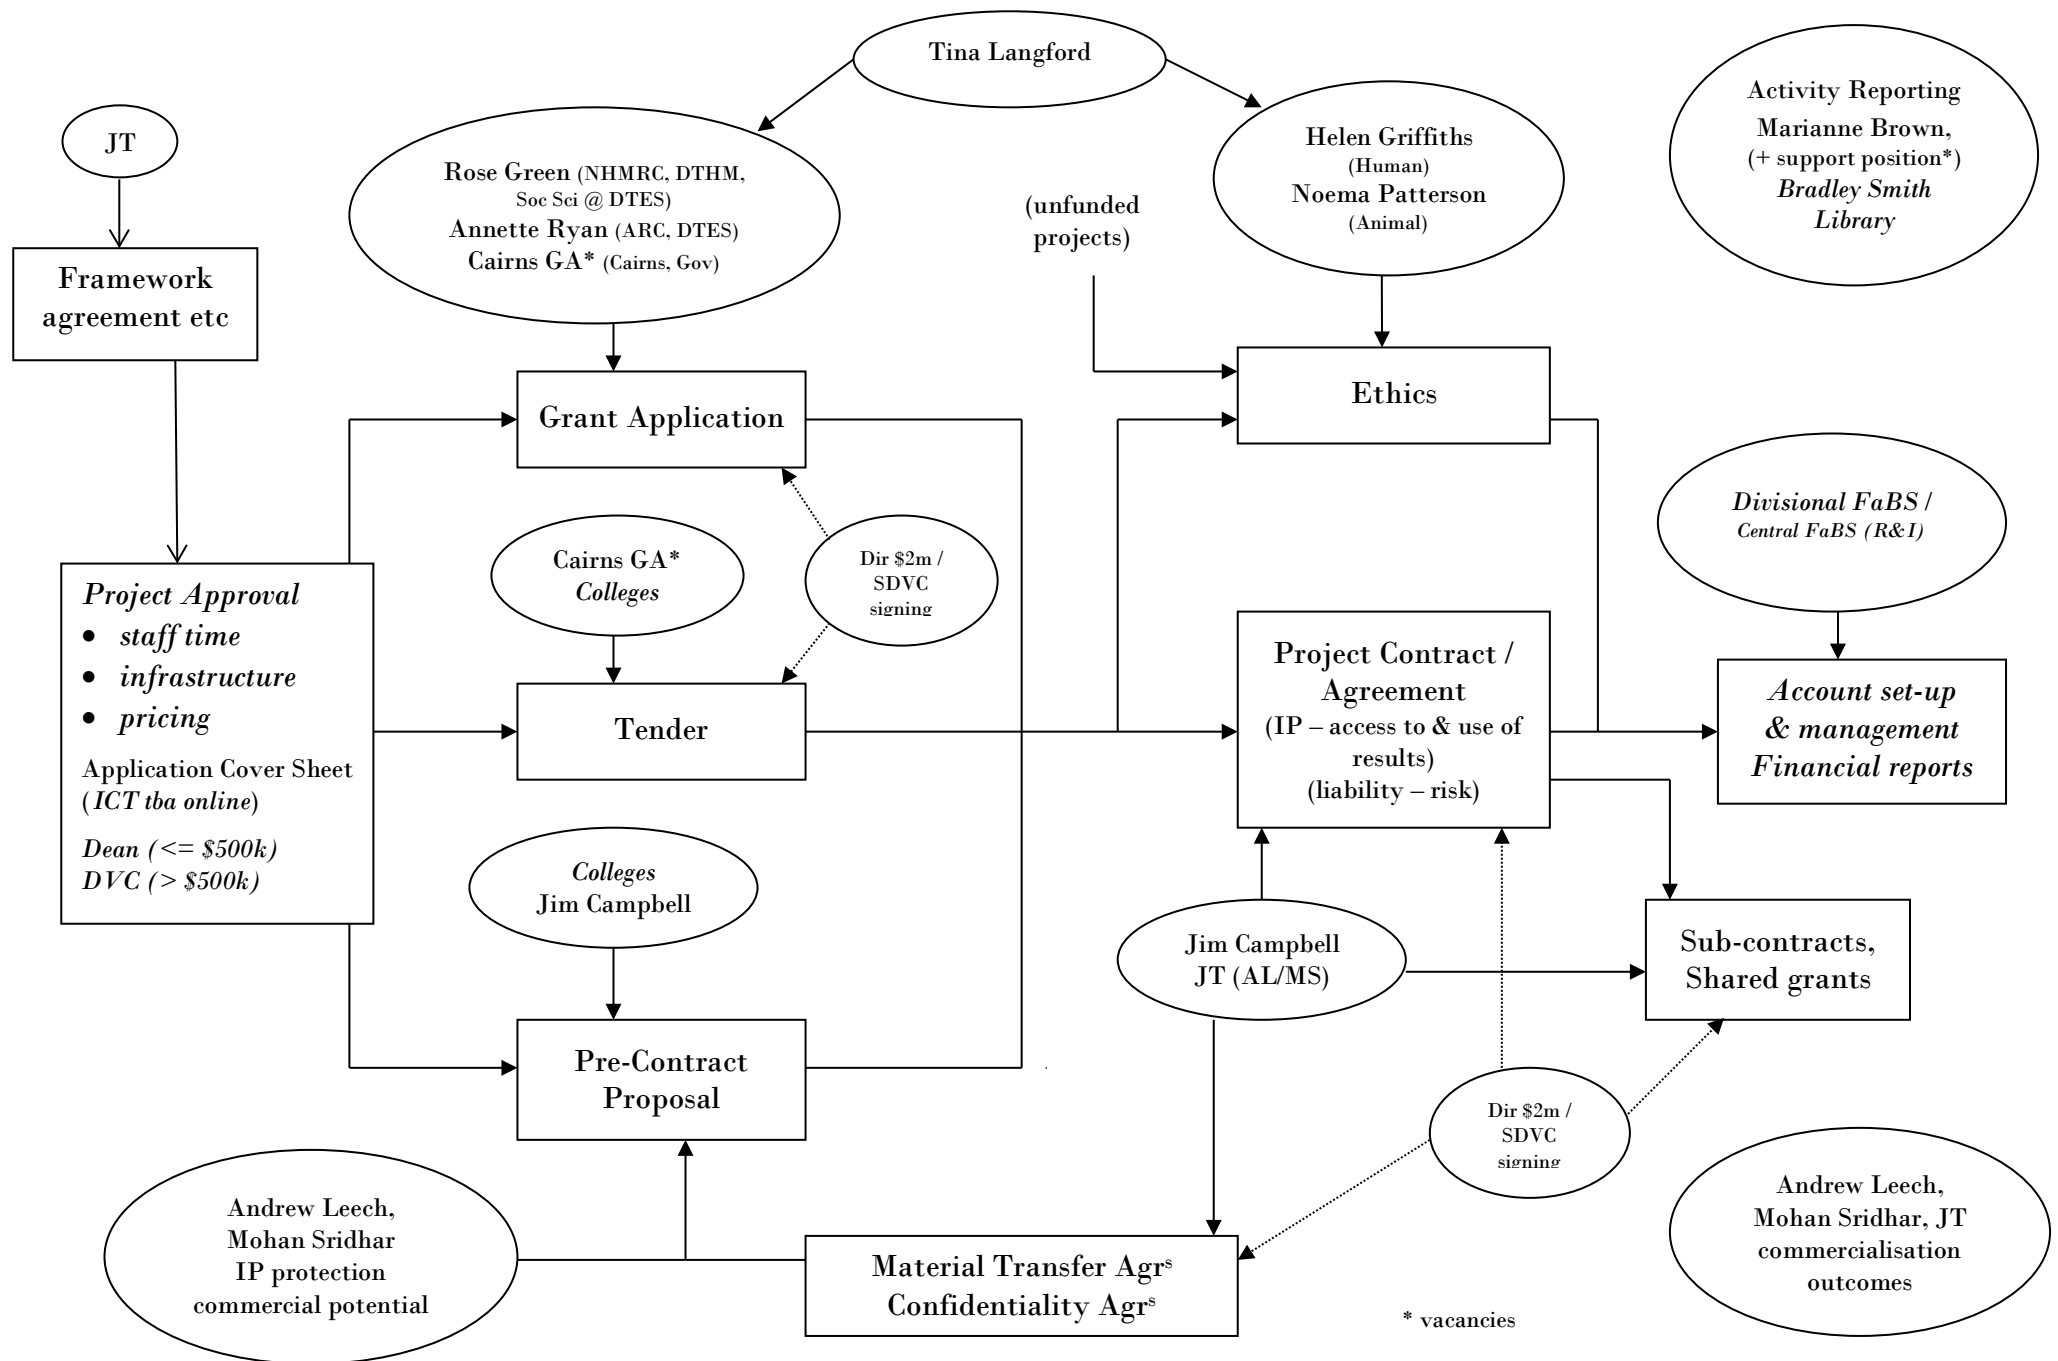 Tina Langford
JT
Framework
agreement etc
Rose Green (NHMRC, DTHM,
Soc Sci @ DTES)
Annette Ryan (ARC, DTES)
Cairns GA* (Cairns, Gov)
(unfunded
projects)
Helen Griffiths
(Human)
Noema Patterson
(Animal)
Activity Reporting
Marianne Brown,
(+ support position*)
Bradley Smith
Library
Grant Application
Ethics
Divisional FaBS /
Central FaBS (R&I)
Cairns GA*
Colleges
Dir $2m /
SDVC
signing
Project Approval
• staff time
• infrastructure
• pricing
Application Cover Sheet
(ICT tba online)
Dean (<= $500k)
DVC (> $500k)
Tender
Project Contract /
Agreement
(IP – access to & use of
results)
(liability – risk)
Account set-up
& management
Financial reports
Colleges
Jim Campbell
Jim Campbell
JT (AL/MS)
Sub-contracts,
Shared grants
Pre-Contract
Proposal
Dir $2m /
SDVC
signing
Andrew Leech,
Mohan Sridhar
IP protection
commercial potential
Material Transfer Agrˢ
Confidentiality Agrˢ
Andrew Leech,
Mohan Sridhar, JT
commercialisation
outcomes
* vacancies